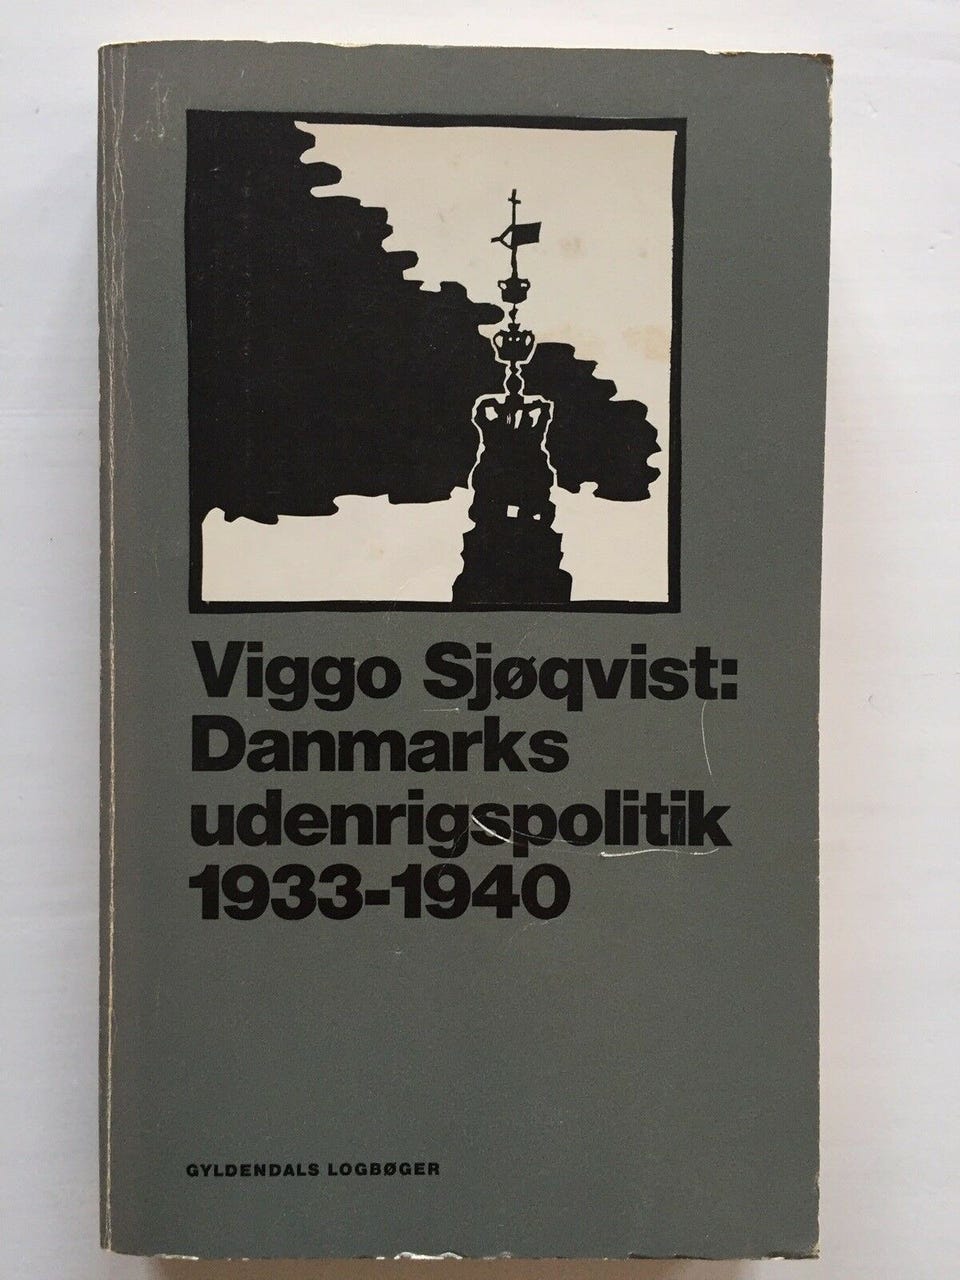 Viggo Sjøqvist:
Danmarks
udenrigspolitik
1933-1940
GYLDENDALS LOGBØGER